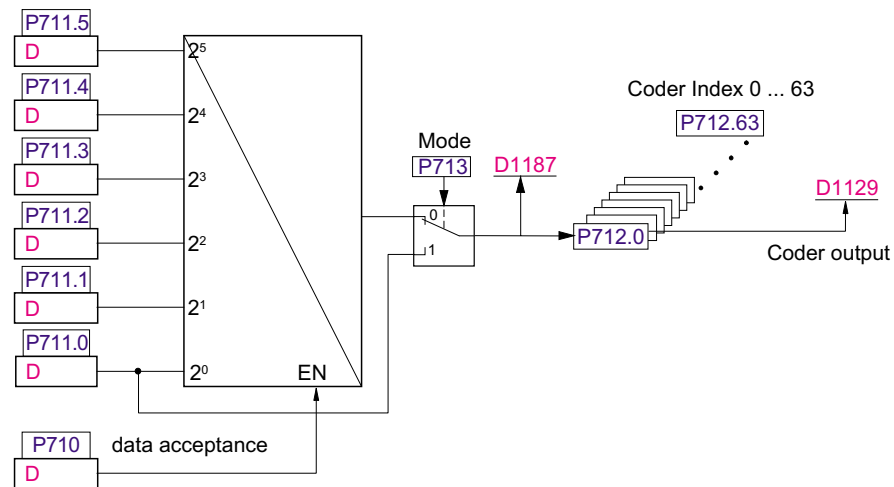 P711.5
D
2⁵
P711.4
D
2⁴
Coder Index 0 ... 63
P712.63
P711.3
D
2³
Mode
P713
D1187
D1129
P711.2
D
2²
0
P712.0
1
Coder output
P711.1
D
2¹
P711.0
D
2⁰
EN
P710
data acceptance
D